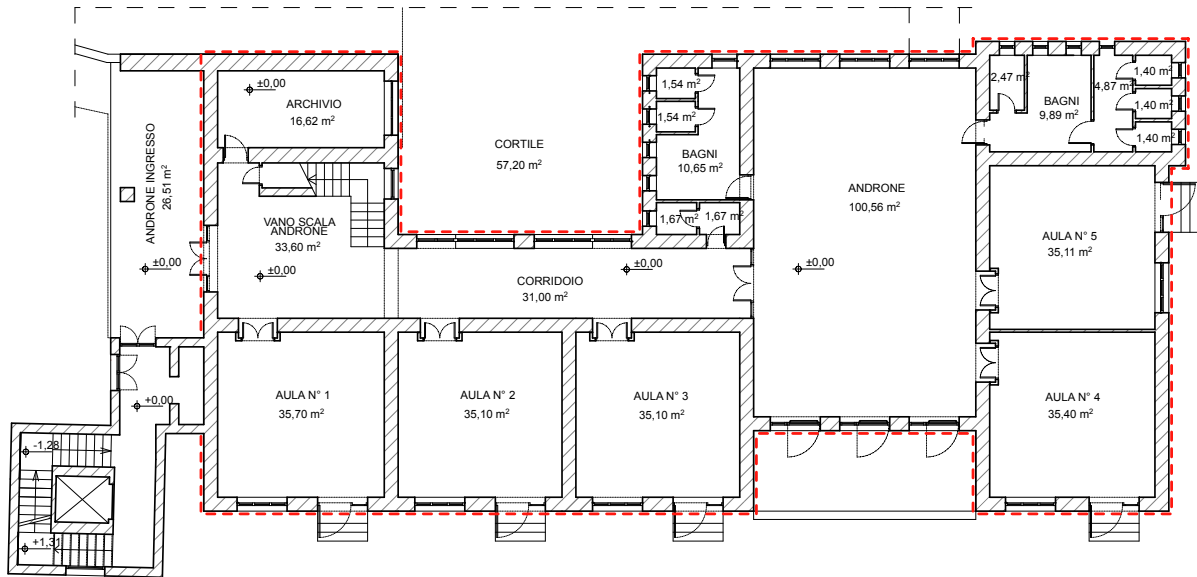 ±0,00
ARCHIVIO
16,62 m²
ANDRONE INGRESSO
26,51 m²
CORTILE
57,20 m²
1,54 m²
1,54 m²
BAGNI
10,65 m²
1,67 m²
1,67 m²
ANDRONE
100,56 m²
2,47 m²
BAGNI
9,89 m²
4,87 m²
1,40 m²
1,40 m²
1,40 m²
VANO SCALA
ANDRONE
33,60 m²
±0,00
±0,00
CORRIDOIO
31,00 m²
±0,00
±0,00
AULA N° 5
35,11 m²
AULA N° 1
35,70 m²
AULA N° 2
35,10 m²
AULA N° 3
35,10 m²
AULA N° 4
35,40 m²
±0,00
-1,28
+1,31